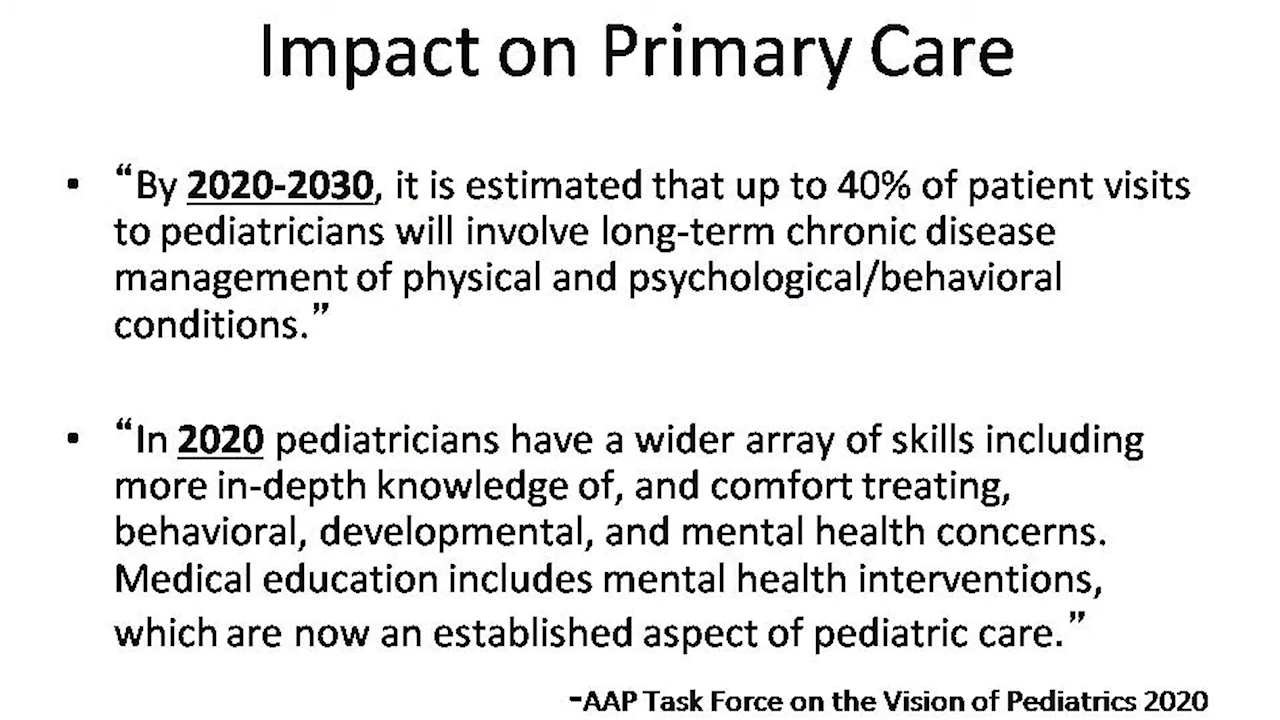 Impact on Primary Care
• “By 2020-2030, it is estimated that up to 40% of patient visits
to pediatricians will involve long-term chronic disease
management of physical and psychological/behavioral
conditions.”
• “In 2020 pediatricians have a wider array of skills including
more in-depth knowledge of, and comfort treating,
behavioral, developmental, and mental health concerns.
Medical education includes mental health interventions,
which are now an established aspect of pediatric care.”
-AAP Task Force on the Vision of Pediatrics 2020